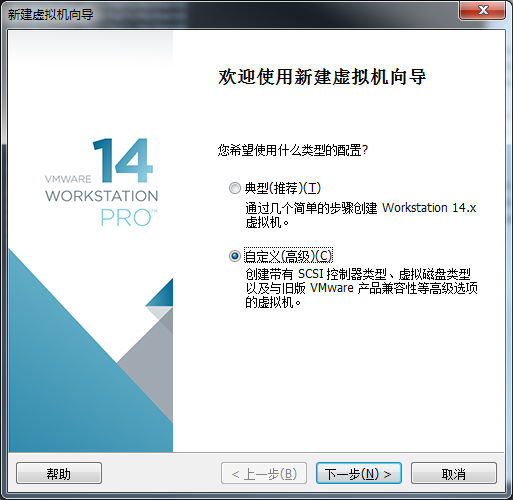 新建虚拟机向导
欢迎使用新建虚拟机向导
VMWARE 14
WORKSTATION
PRO™
您希望使用什么类型的配置?
典型(推荐)(T)
通过几个简单的步骤创建 Workstation 14.x
虚拟机。
自定义(高级)(C)
创建带有 SCSI 控制器类型、虚拟磁盘类型
以及与旧版 VMware 产品兼容性等高级选项
的虚拟机。
帮助
< 上一步(B)
下一步(N) >
取消